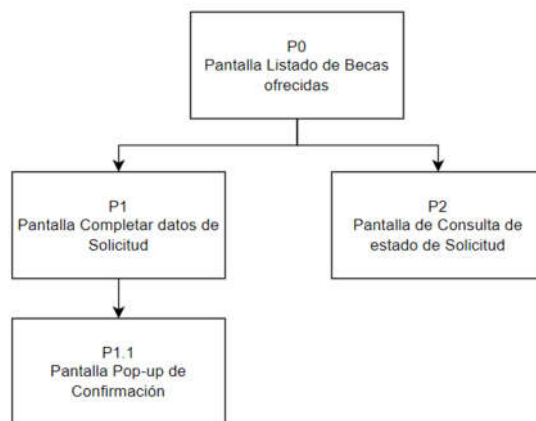 P0
Pantalla Listado de Becas
ofrecidas
P1
Pantalla Completar datos de
Solicitud
P2
Pantalla de Consulta de
estado de Solicitud
P1.1
Pantalla Pop-up de
Confirmación